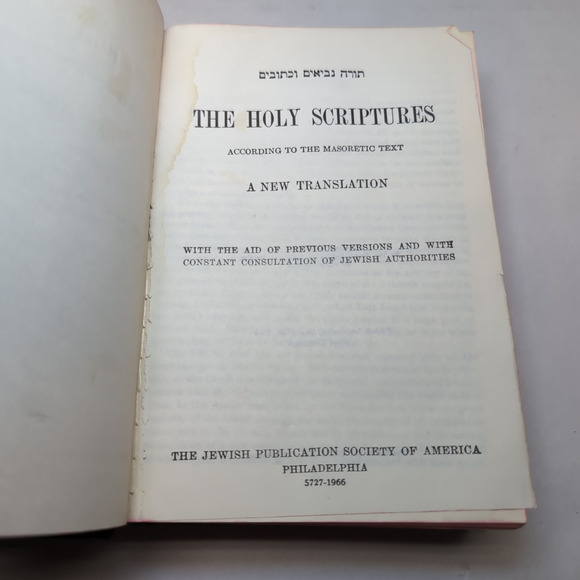 תורה נביאים וכתובים
THE HOLY SCRIPTURES
ACCORDING TO THE MASORETIC TEXT
A NEW TRANSLATION
WITH THE AID OF PREVIOUS VERSIONS AND WITH
CONSTANT CONSULTATION OF JEWISH AUTHORITIES
THE JEWISH PUBLICATION SOCIETY OF AMERICA
PHILADELPHIA
5727-1966